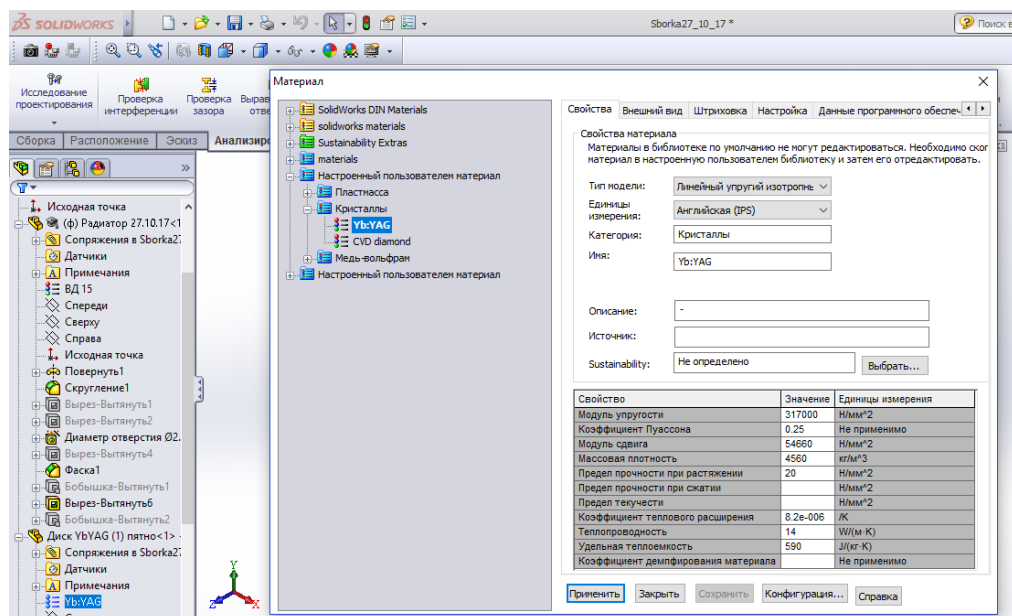 SOLIDWORKS
Sborka27_10_17 *
Поиск в
Исследование
проектирования
Проверка
интерференции
Проверка
зазора
Вырав
отве
Сборка
Расположение
Эскиз
Анализиро
Исходная точка
(ф) Радиатор 27.10.17<1
Сопряжения в Sborka27
Датчики
Примечания
ВД 15
Спереди
Сверху
Справа
Исходная точка
Повернуть1
Скругление1
Вырез-Вытянуть1
Вырез-Вытянуть2
Диаметр отверстия Ø2.
Вырез-Вытянуть4
Фаска1
Бобышка-Вытянуть1
Вырез-Вытянуть6
Бобышка-Вытянуть2
Диск YbYAG (1) пятно<1> -
Сопряжения в Sborka27
Датчики
Примечания
Yb:YAG
Y
Z
X
Материал
SolidWorks DIN Materials
solidworks materials
Sustainability Extras
materials
Настроенный пользователем материал
Пластмасса
Кристаллы
Yb:YAG
CVD diamond
Медь-вольфран
Настроенный пользователем материал
Свойства
Внешний вид
Штриховка
Настройка
Данные программного обеспеч
Свойства материала
Материалы в библиотеке по умолчанию не могут редактироваться. Необходимо скоп
материал в настроенную пользователем библиотеку и затем его отредактировать.
Тип модели: Линейный упругий изотропнь
Единицы
измерения: Английская (IPS)
Категория: Кристаллы
Имя: Yb:YAG
Описание: -
Источник:
Sustainability: Не определено Выбрать...
Свойство Значение Единицы измерения
Модуль упругости 317000 Н/мм^2
Коэффициент Пуассона 0.25 Не применимо
Модуль сдвига 54660 Н/мм^2
Массовая плотность 4560 кг/м^3
Предел прочности при растяжении 20 Н/мм^2
Предел прочности при сжатии Н/мм^2
Предел текучести Н/мм^2
Коэффициент теплового расширения 8.2e-006 /K
Теплопроводность 14 W/(м·K)
Удельная теплоемкость 590 J/(кг·K)
Коэффициент демпфирования материала Не применимо
Применить Закрыть Сохранить Конфигурация... Справка